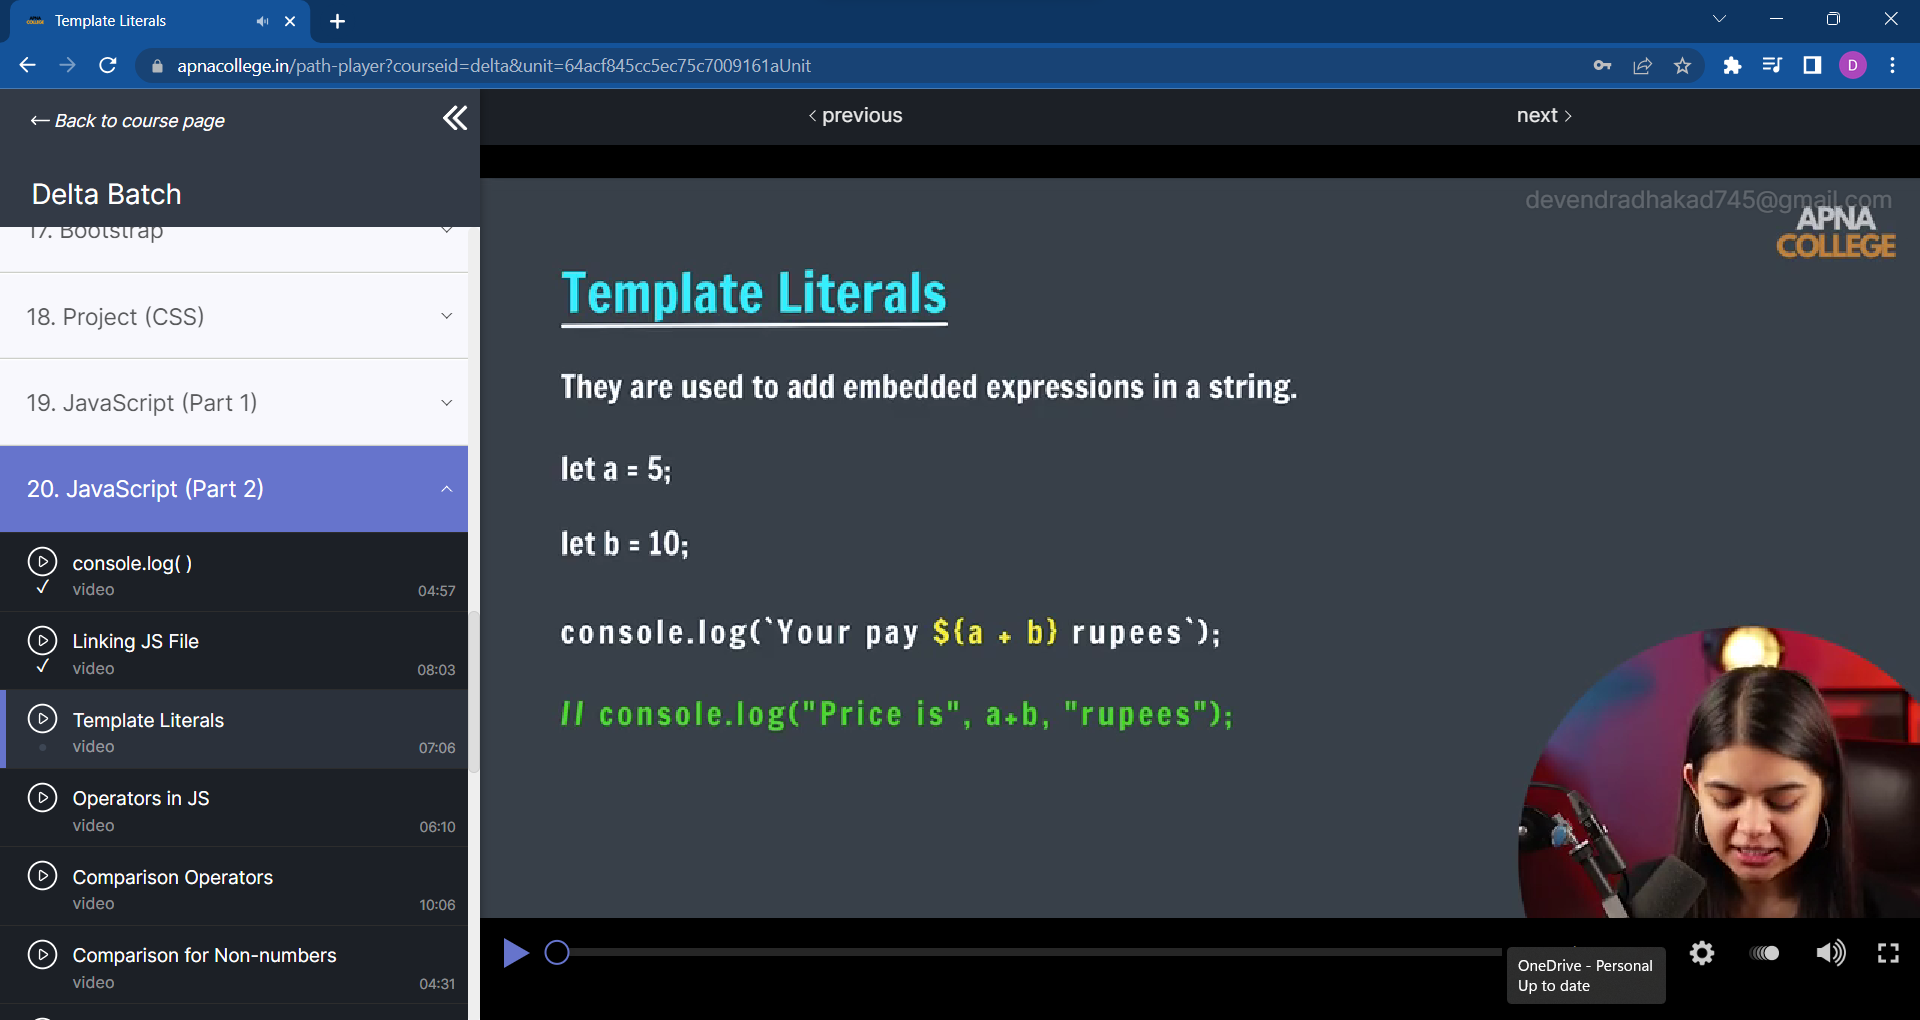 Template Literals
apnacollege.in/path-player?courseid=delta&unit=64acf845cc5ec75c7009161aUnit
D
← Back to course page
Delta Batch
17. Bootstrap
18. Project (CSS)
19. JavaScript (Part 1)
20. JavaScript (Part 2)
console.log( )
video
04:57
Linking JS File
video
08:03
Template Literals
video
07:06
Operators in JS
video
06:10
Comparison Operators
video
10:06
Comparison for Non-numbers
video
04:31
‹ previous
next ›
devendradhakad745@gmail.com
APNA
COLLEGE
Template Literals
They are used to add embedded expressions in a string.
let a = 5;
let b = 10;
console.log(`Your pay ${a + b} rupees`);
// console.log("Price is", a+b, "rupees");
OneDrive - Personal
Up to date